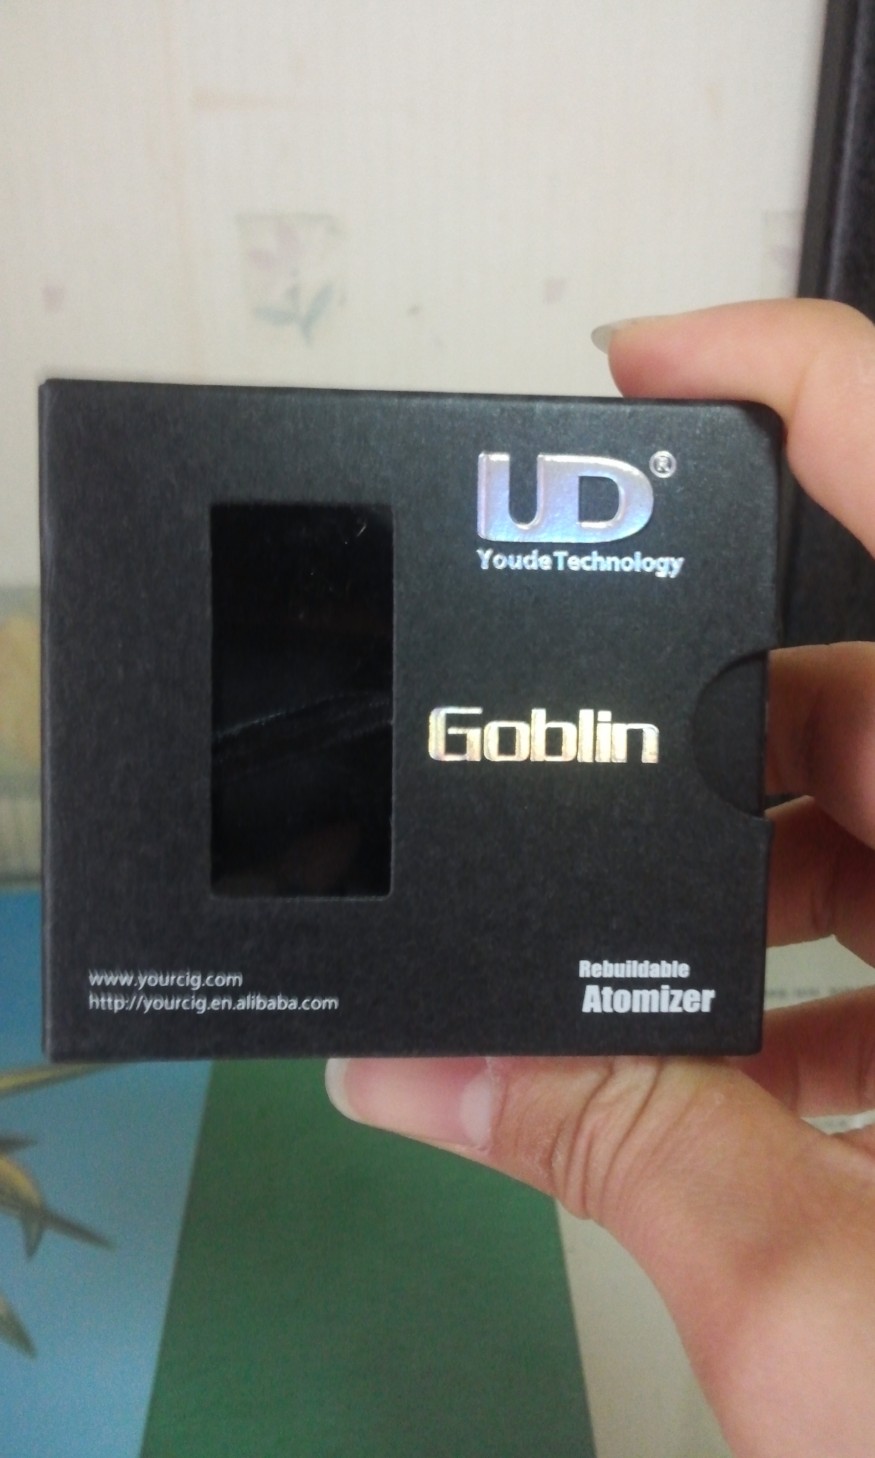 UD®
YoudeTechnology
Goblin
www.yourcig.com
http://yourcig.en.alibaba.com
Rebuildable
Atomizer